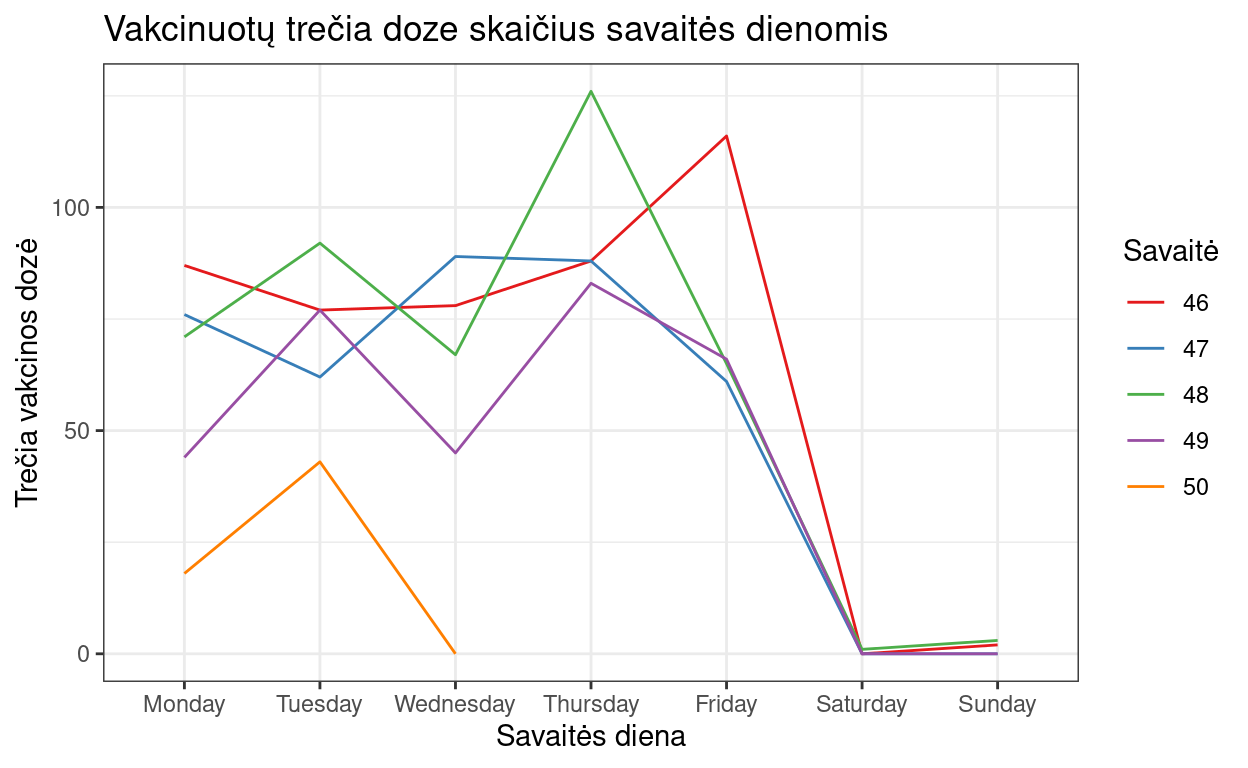 Vakcinuotų trečia doze skaičius savaitės dienomis
Trečia vakcinos dozė
100
50
0
Monday
Tuesday
Wednesday
Thursday
Friday
Saturday
Sunday
Savaitės diena
Savaitė
46
47
48
49
50